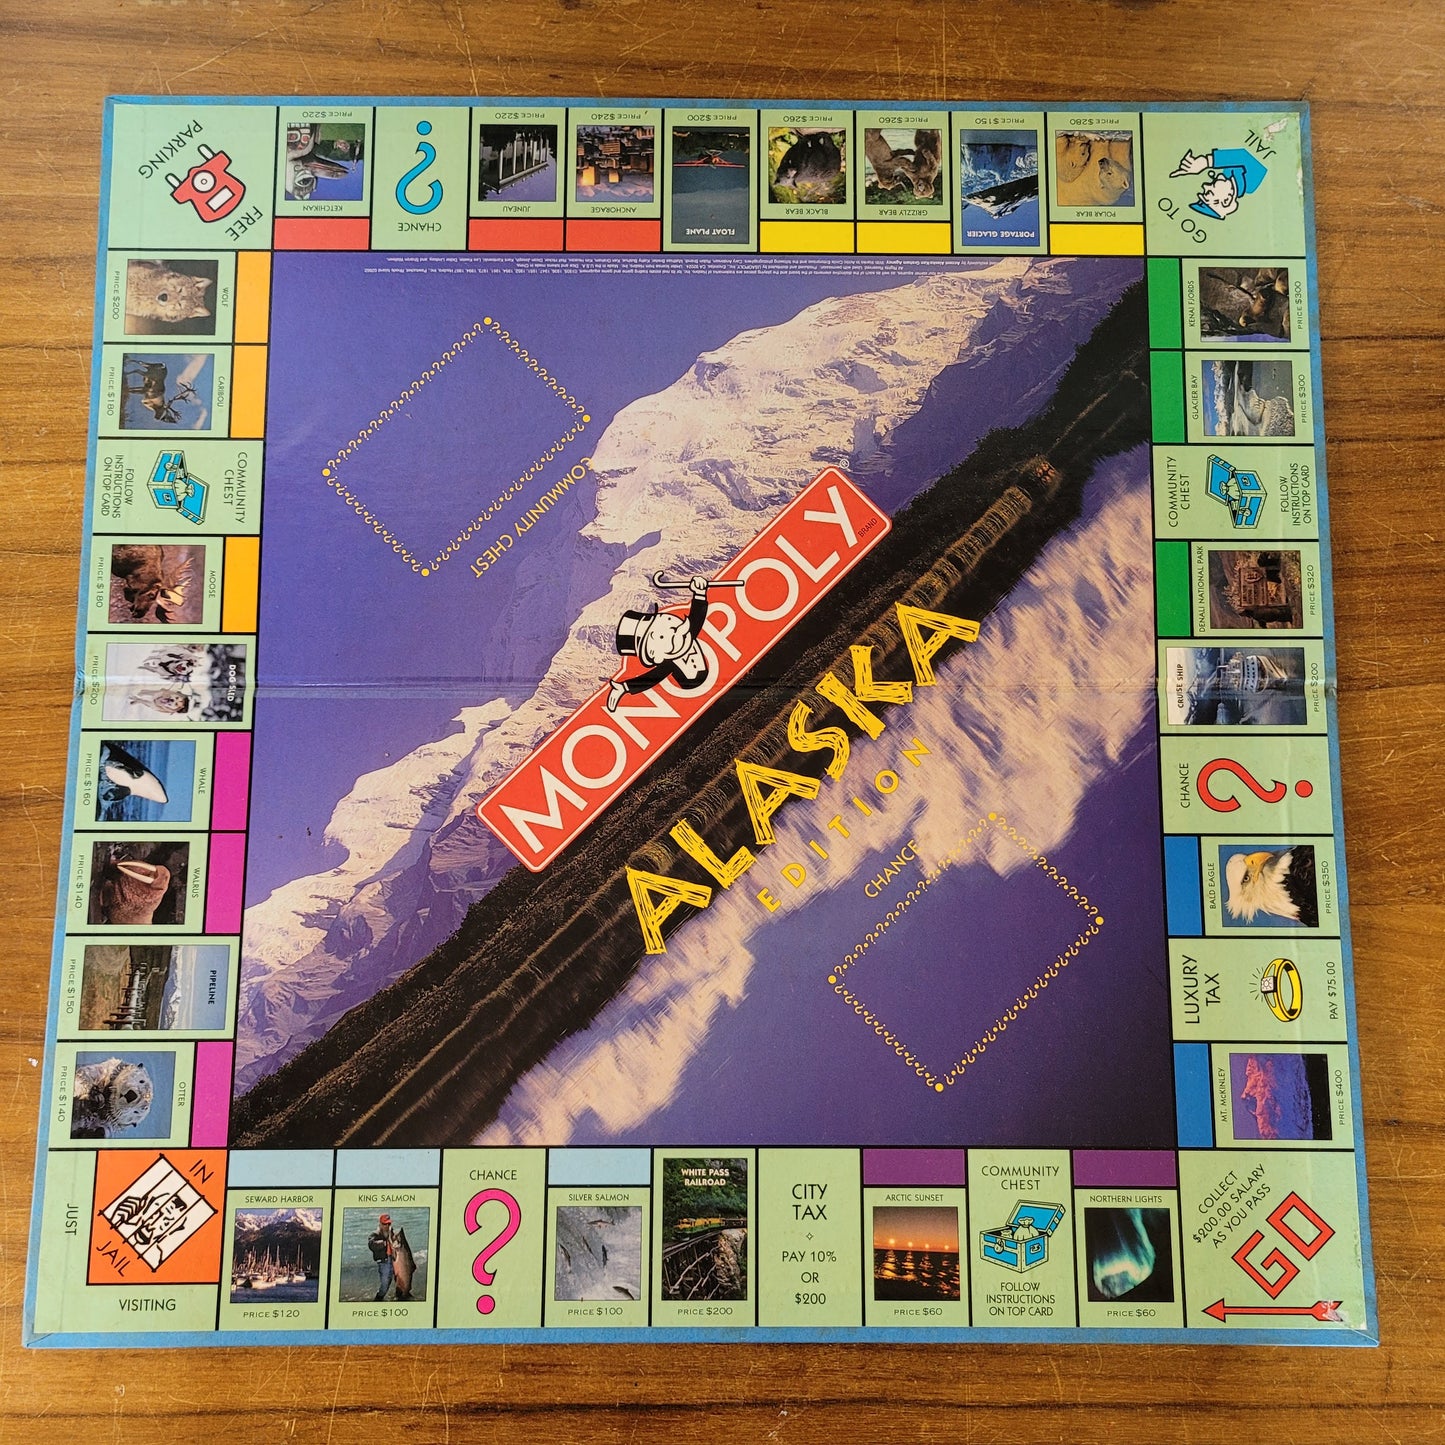 FREE
PARKING
PRICE $220
KETCHIKAN
CHANCE
PRICE $220
JUNEAU
PRICE $240
ANCHORAGE
PRICE $200
FLOAT PLANE
PRICE $260
BLACK BEAR
PRICE $260
GRIZZLY BEAR
PRICE $150
PORTAGE GLACIER
PRICE $280
POLAR BEAR
GO TO
JAIL
KENAI FJORDS
PRICE $300
GLACIER BAY
PRICE $300
COMMUNITY
CHEST
FOLLOW
INSTRUCTIONS
ON TOP CARD
DENALI NATIONAL PARK
PRICE $320
CRUISE SHIP
PRICE $200
CHANCE
BALD EAGLE
PRICE $350
LUXURY
TAX
PAY $75.00
MT. McKINLEY
PRICE $400
COLLECT
$200.00 SALARY
AS YOU PASS
GO
NORTHERN LIGHTS
PRICE $60
COMMUNITY
CHEST
FOLLOW
INSTRUCTIONS
ON TOP CARD
ARCTIC SUNSET
PRICE $60
CITY
TAX
PAY 10%
OR
$200
WHITE PASS
RAILROAD
PRICE $200
SILVER SALMON
PRICE $100
CHANCE
KING SALMON
PRICE $100
SEWARD HARBOR
PRICE $120
IN
JAIL
JUST
VISITING
OTTER
PRICE $140
PIPELINE
PRICE $150
WALRUS
PRICE $140
WHALE
PRICE $160
DOG SLED
PRICE $200
MOOSE
PRICE $180
COMMUNITY
CHEST
FOLLOW
INSTRUCTIONS
ON TOP CARD
CARIBOU
PRICE $180
WOLF
PRICE $200
COMMUNITY CHEST
MONOPOLY®
BRAND
ALASKA
EDITION
CHANCE